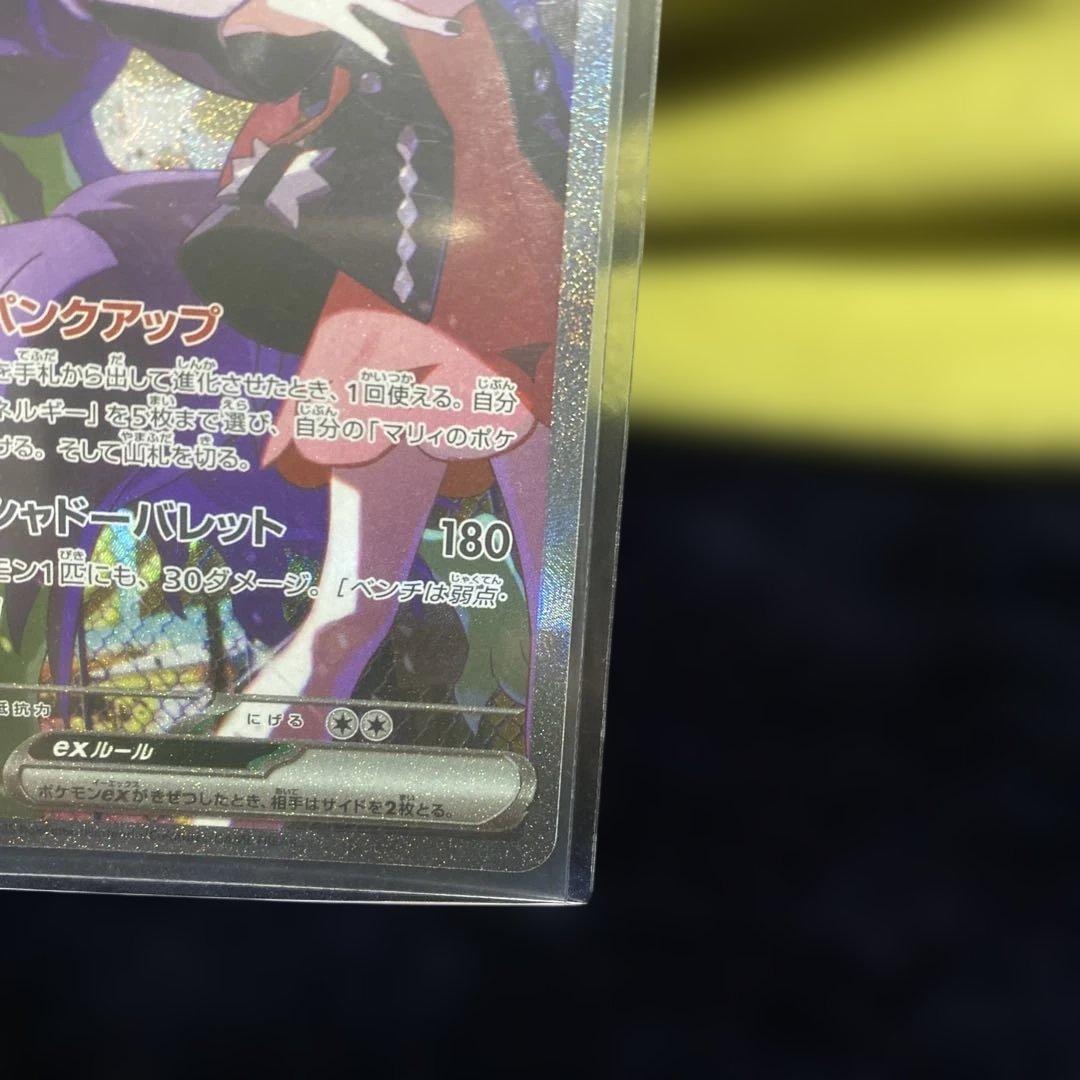 パンクアップ
を手札から出して進化させたとき、1回使える。自分
ネルギー」を5枚まで選び、自分の「マリィのポケ
ける。そして山札を切る。
シャドーバレット 180
モン1匹にも、30ダメージ。[ベンチは弱点・
抵抗力 にげる
exルール
ポケモンexがきぜつしたとき、相手はサイドを2枚とる。